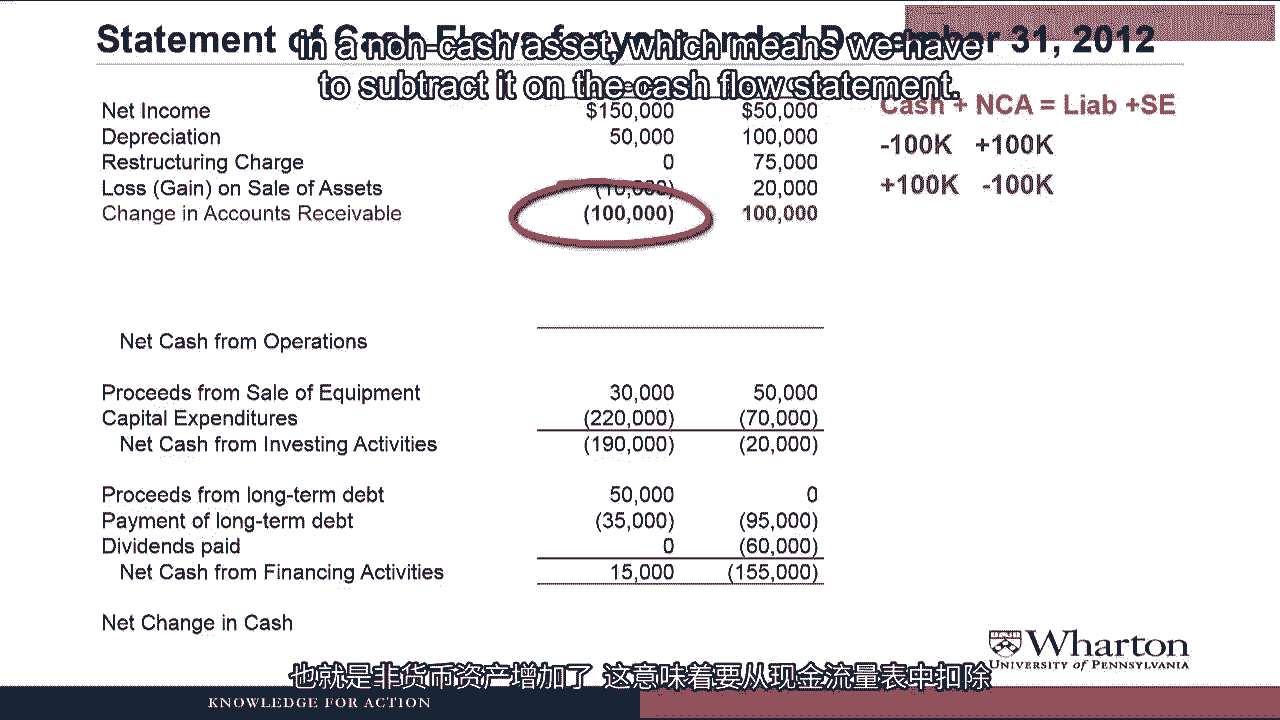 Statement of Cash Flows for year ended December 31, 2012
in a non-cash asset, which means we have
to subtract it on the cash flow statement.
Cash + NCA = Liab +SE
Net Income $150,000 $50,000
Depreciation 50,000 100,000
-100K +100K
Restructuring Charge 0 75,000
Loss (Gain) on Sale of Assets (10,000) 20,000
+100K -100K
Change in Accounts Receivable (100,000) 100,000
Net Cash from Operations
Proceeds from Sale of Equipment 30,000 50,000
Capital Expenditures (220,000) (70,000)
Net Cash from Investing Activities (190,000) (20,000)
Proceeds from long-term debt 50,000 0
Payment of long-term debt (35,000) (95,000)
Dividends paid 0 (60,000)
Net Cash from Financing Activities 15,000 (155,000)
Net Change in Cash
Wharton
UNIVERSITY of PENNSYLVANIA
也就是非货币资产增加了 这意味着要从现金流量表中扣除
KNOWLEDGE FOR ACTION